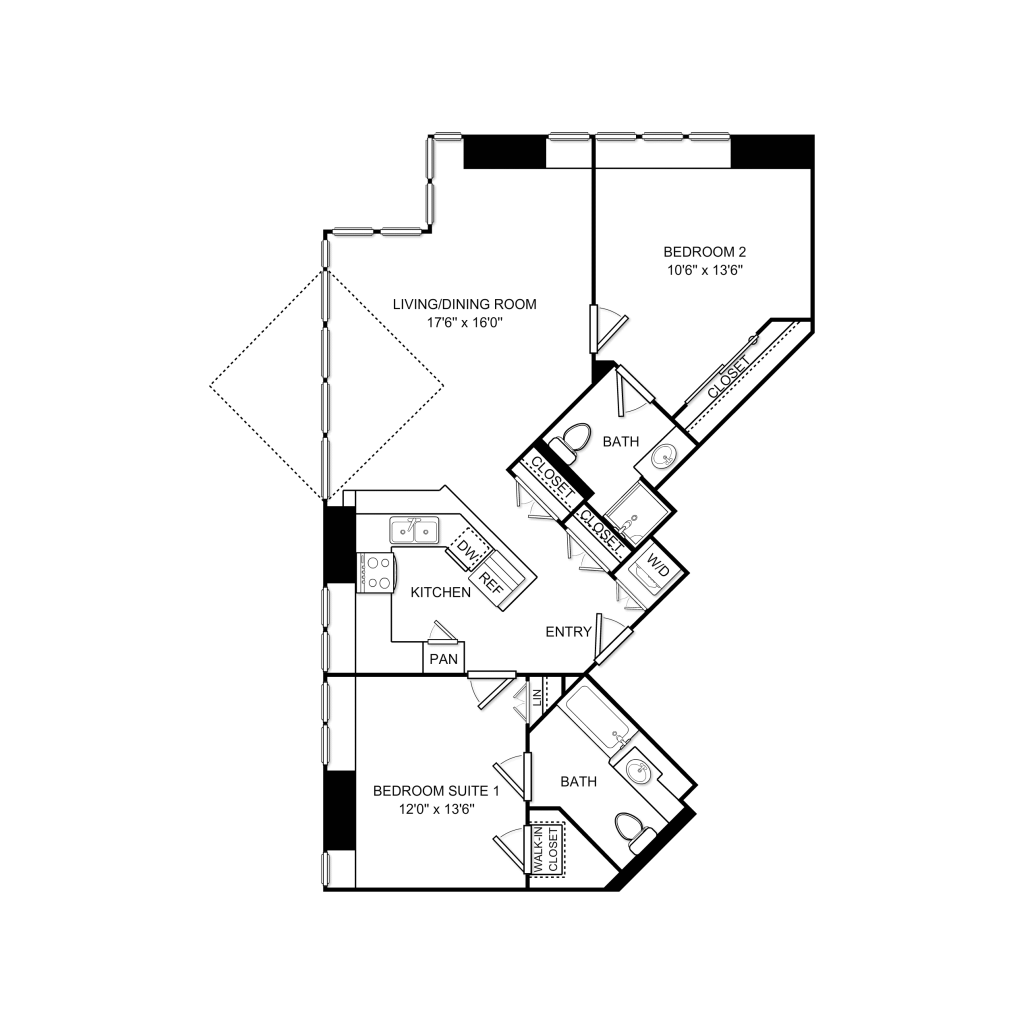 BEDROOM 2
10'6" x 13'6"
LIVING/DINING ROOM
17'6" x 16'0"
CLOSET
BATH
CLOSET
CLOSET
DW
W/D
REF
KITCHEN
ENTRY
PAN
LIN
BATH
BEDROOM SUITE 1
12'0" x 13'6"
WALK-IN
CLOSET